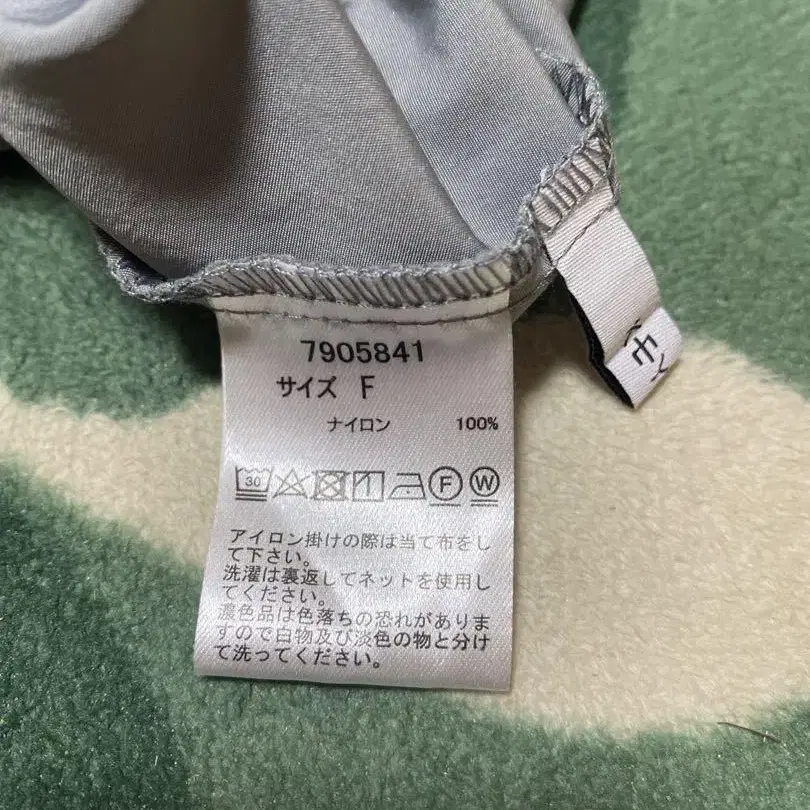 7905841
サイズ F
ナイロン 100%
30 F W
アイロン掛けの際は当て布をし
て下さい。
洗濯は裏返してネットを使用し
てください。
濃色品は色落ちの恐れがありま
すので白物及び淡色の物と分け
て洗ってください。